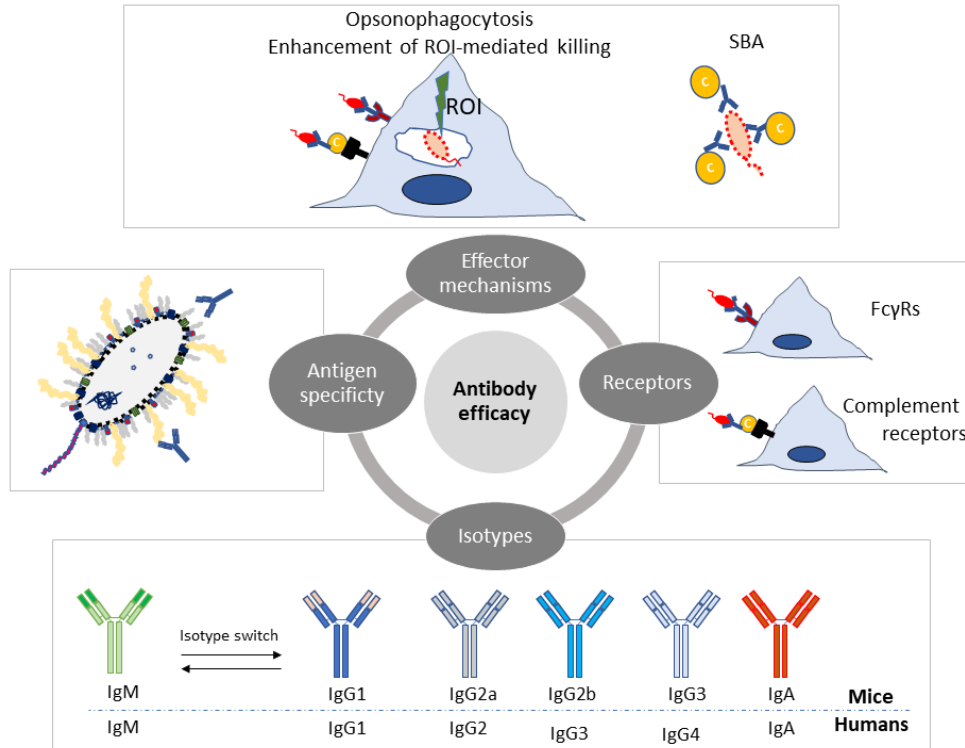 Opsonophagocytosis
Enhancement of ROI-mediated killing
SBA
ROI
C
C
C
C
Effector
mechanisms
Antigen
specificty
Antibody
efficacy
Receptors
FcγRs
Complement
receptors
C
Isotypes
Isotype switch
IgM
IgG1
IgG2a
IgG2b
IgG3
IgA
Mice
IgM
IgG1
IgG2
IgG3
IgG4
IgA
Humans